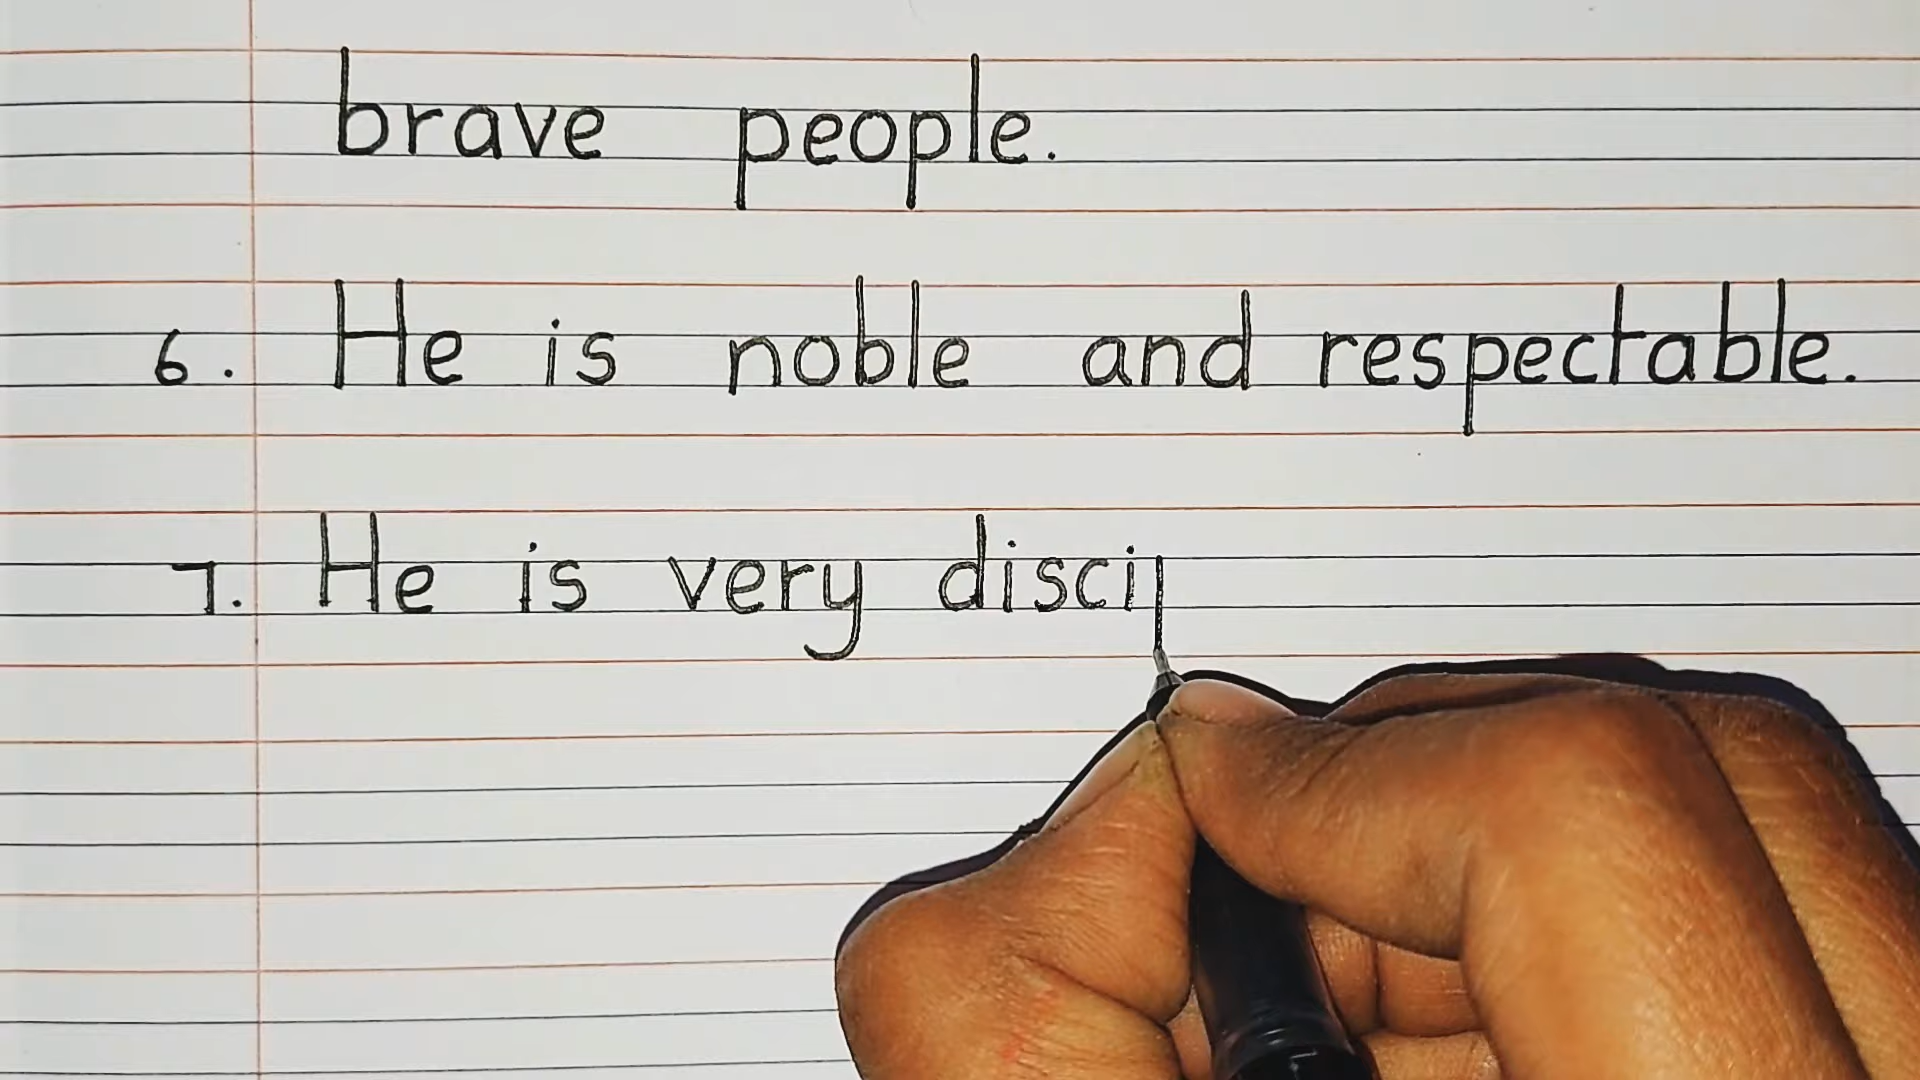 brave people.
6. He is noble and respectable.
7. He is very disci